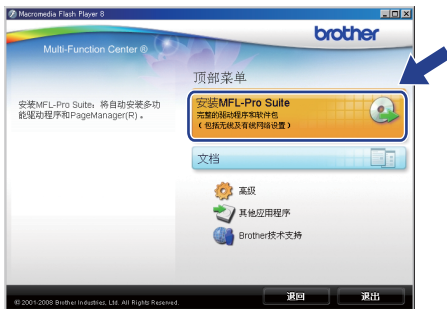 Macromedia Flash Player 8
brother
Multi-Function Center ®
顶部菜单
安装MFL-Pro Suite：将自动安装多功
能驱动程序和PageManager(R) 。
安装MFL-Pro Suite
完整的驱动程序和软件包
（包括无线及有线网络设置）
文档
高级
其他应用程序
Brother技术支持
© 2001-2008 Brother Industries, Ltd. All Rights Reserved.
退回
退出